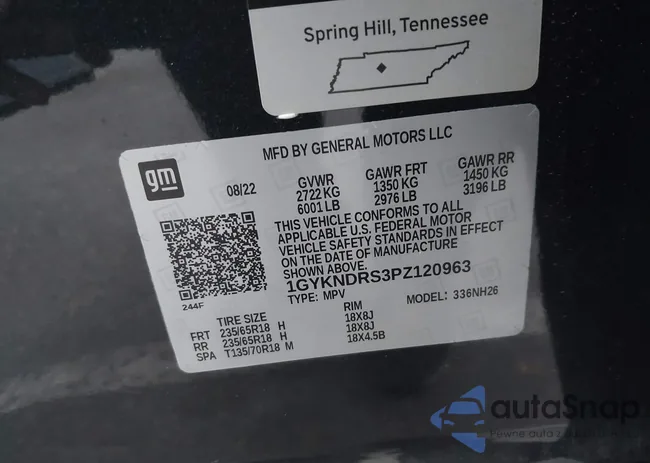 Spring Hill, Tennessee
MFD BY GENERAL MOTORS LLC
gm
08/22
GVWR GAWR FRT GAWR RR
2722 KG 1350 KG 1450 KG
6001 LB 2976 LB 3196 LB
THIS VEHICLE CONFORMS TO ALL
APPLICABLE U.S. FEDERAL MOTOR
VEHICLE SAFETY STANDARDS IN EFFECT
ON THE DATE OF MANUFACTURE
SHOWN ABOVE.
1GYKNDRS3PZ120963
TYPE: MPV MODEL: 336NH26
244F
TIRE SIZE RIM
FRT 235/65R18 H 18X8J
RR 235/65R18 H 18X8J
SPA T135/70R18 M 18X4.5B
autaSnap
Pewne auto z